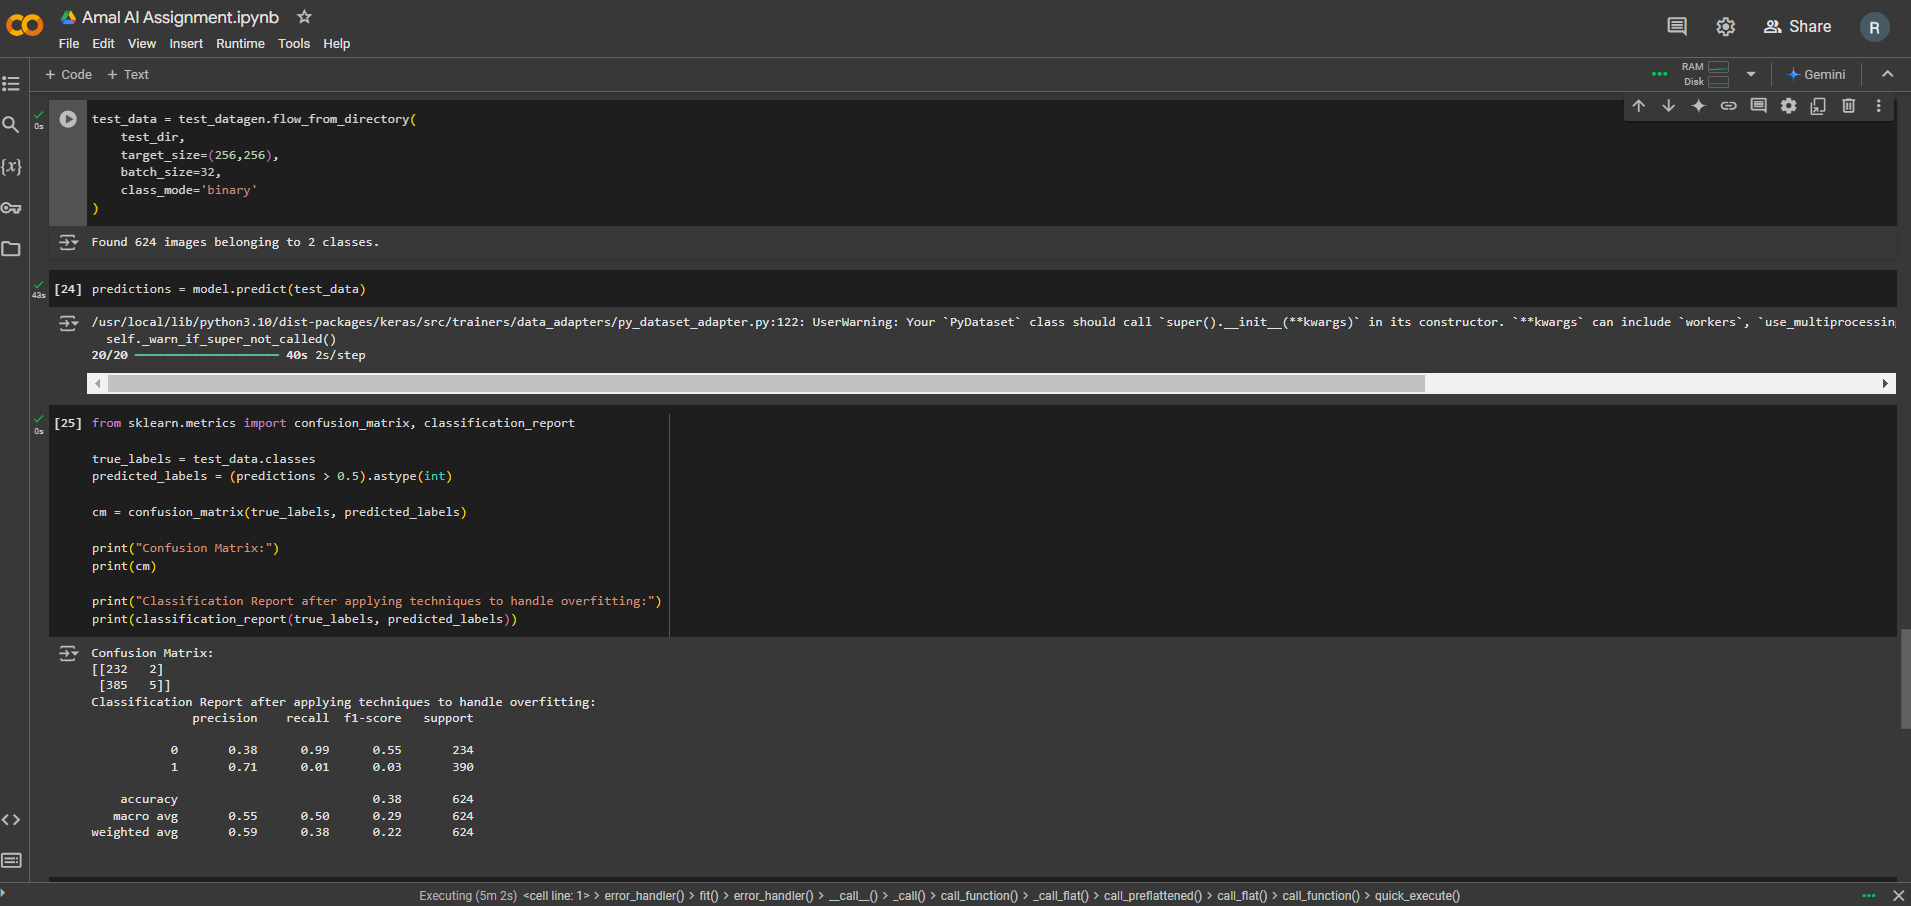 Amal AI Assignment.ipynb
File Edit View Insert Runtime Tools Help
Share
R
+ Code + Text
RAM
Disk
Gemini
0s
test_data = test_datagen.flow_from_directory(
    test_dir,
    target_size=(256,256),
    batch_size=32,
    class_mode='binary'
)
Found 624 images belonging to 2 classes.
43s
[24] predictions = model.predict(test_data)
/usr/local/lib/python3.10/dist-packages/keras/src/trainers/data_adapters/py_dataset_adapter.py:122: UserWarning: Your `PyDataset` class should call `super().__init__(**kwargs)` in its constructor. `**kwargs` can include `workers`, `use_multiprocessing
  self._warn_if_super_not_called()
20/20 40s 2s/step
0s
[25] from sklearn.metrics import confusion_matrix, classification_report
true_labels = test_data.classes
predicted_labels = (predictions > 0.5).astype(int)
cm = confusion_matrix(true_labels, predicted_labels)
print("Confusion Matrix:")
print(cm)
print("Classification Report after applying techniques to handle overfitting:")
print(classification_report(true_labels, predicted_labels))
Confusion Matrix:
[[232   2]
 [385   5]]
Classification Report after applying techniques to handle overfitting:
              precision    recall  f1-score   support
           0       0.38      0.99      0.55       234
           1       0.71      0.01      0.03       390
    accuracy                           0.38       624
   macro avg       0.55      0.50      0.29       624
weighted avg       0.59      0.38      0.22       624
Executing (5m 2s) <cell line: 1> > error_handler() > fit() > error_handler() > __call__() > _call() > call_function() > _call_flat() > call_preflattened() > call_flat() > call_function() > quick_execute()